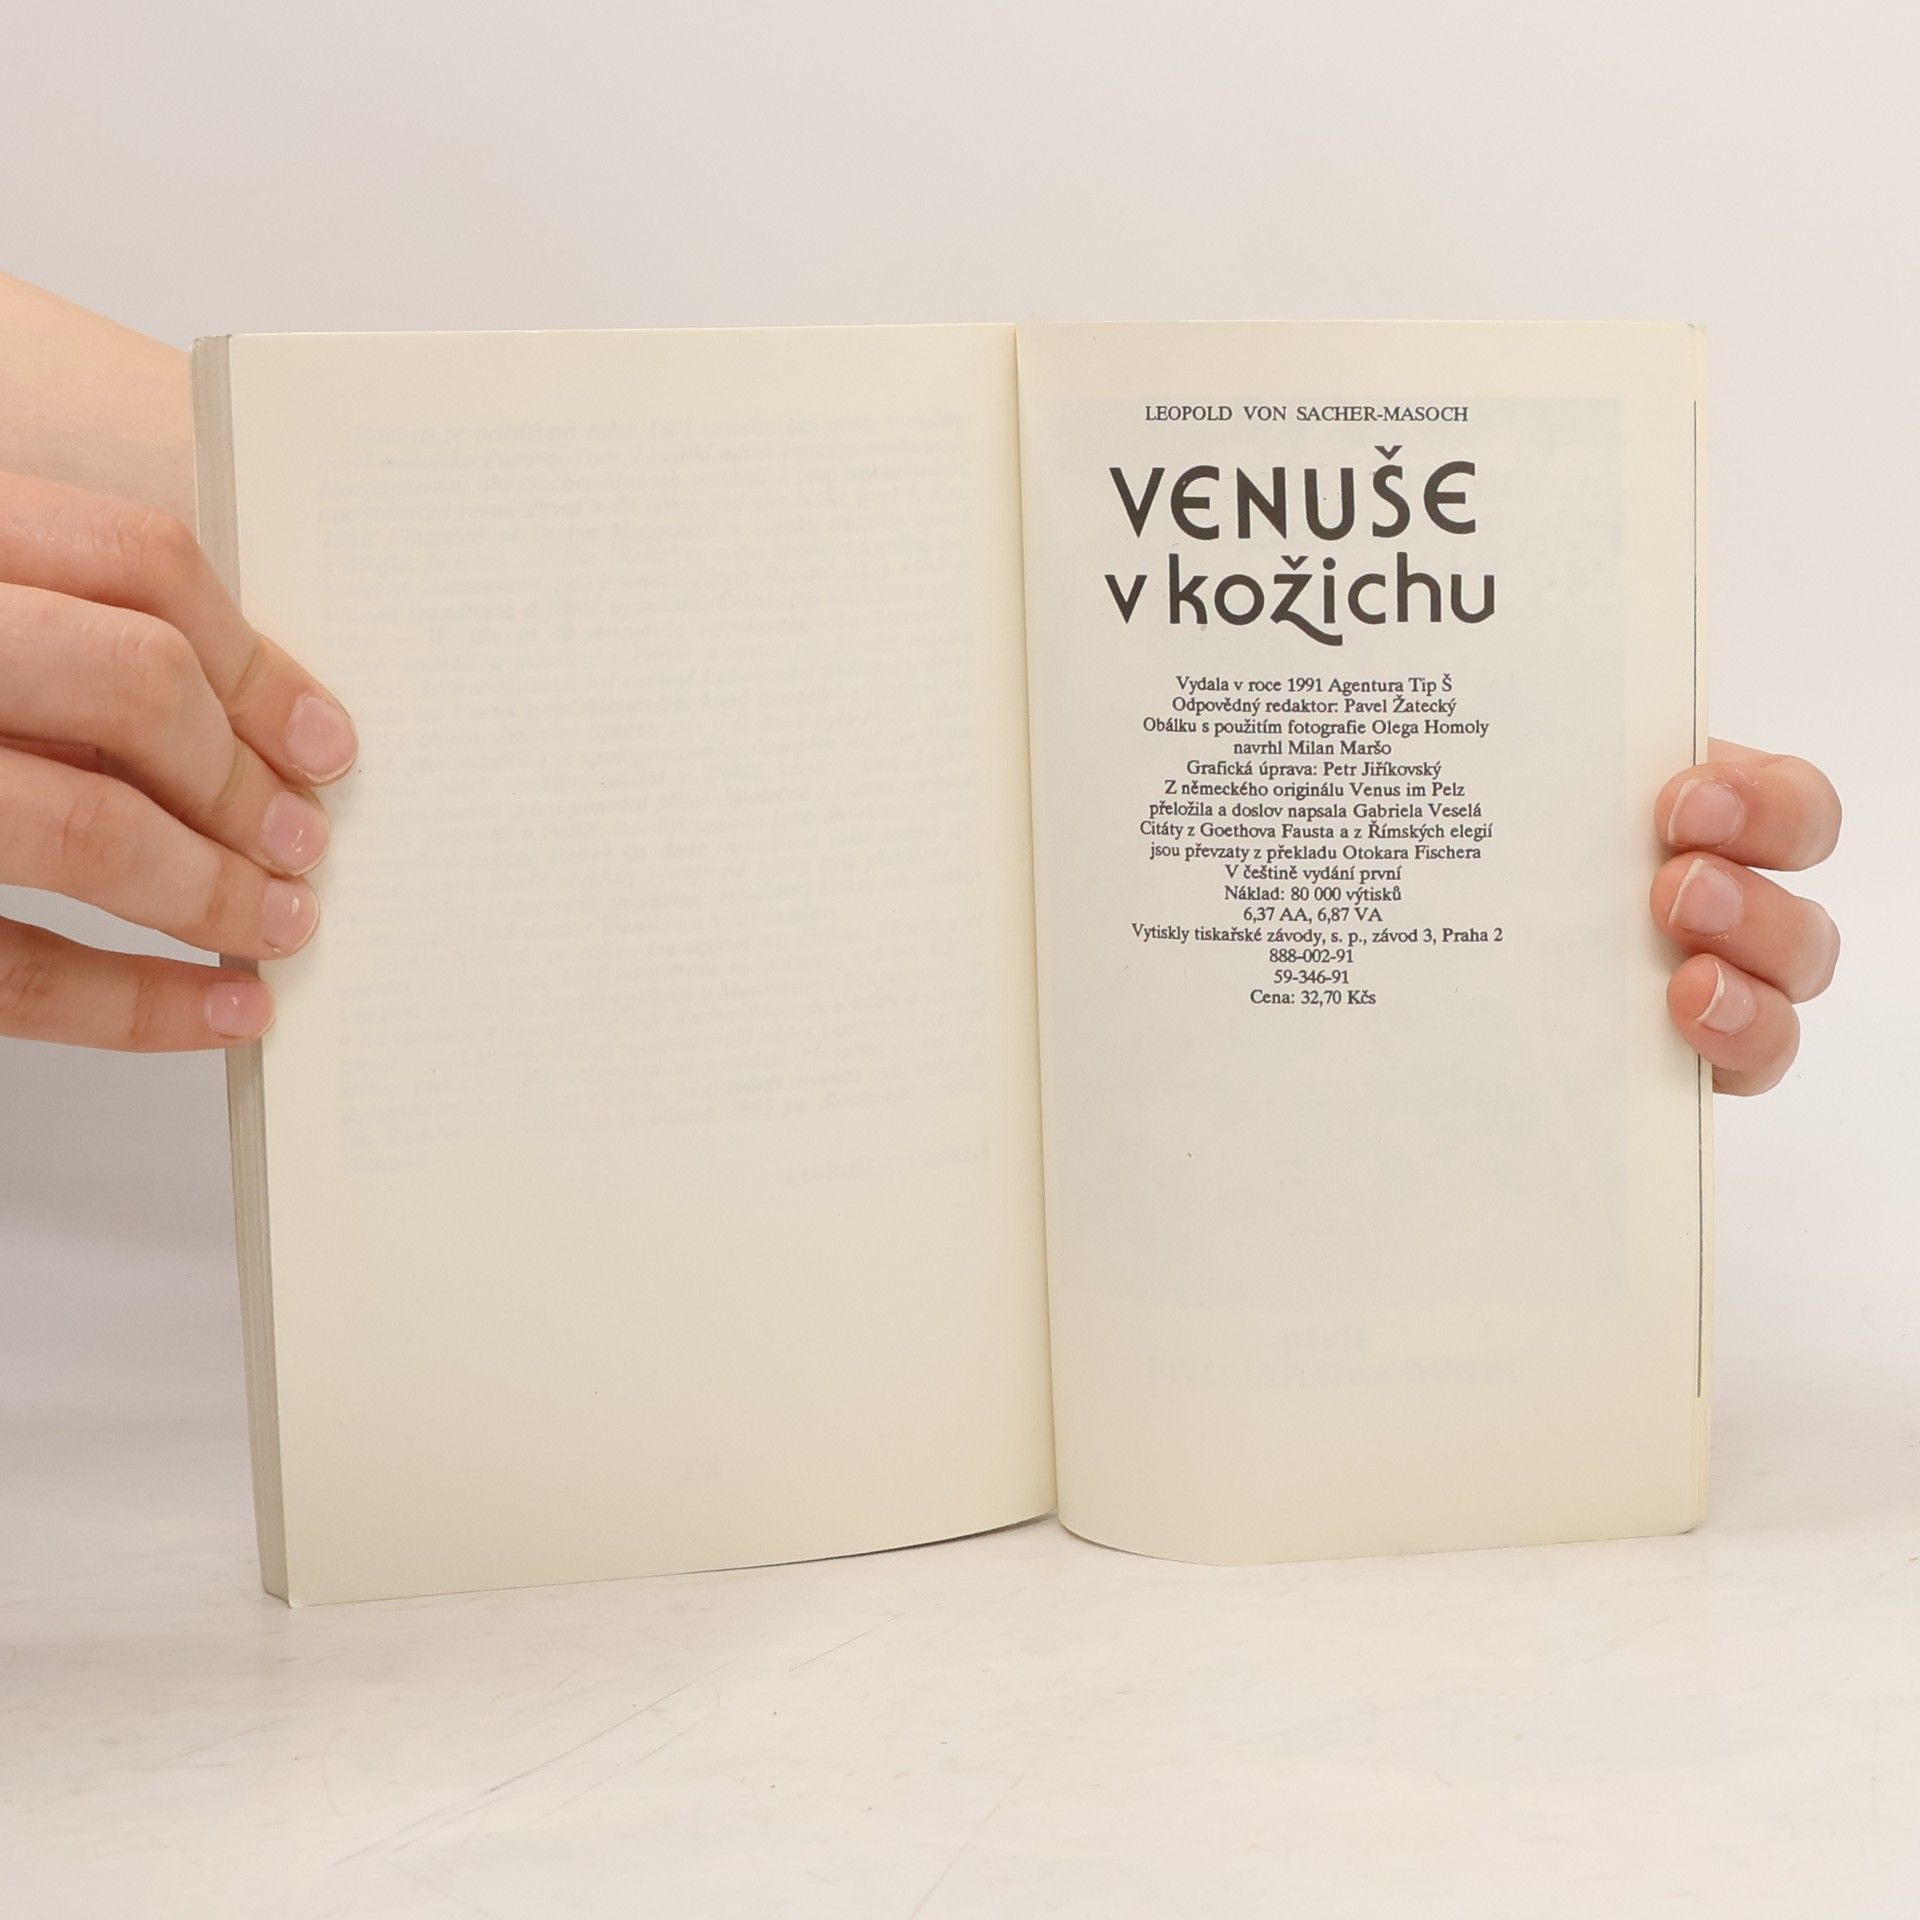 LEOPOLD VON SACHER-MASOCH
VENUŠE
v kožichu
Vydala v roce 1991 Agentura Tip Š
Odpovědný redaktor: Pavel Žatecký
Obálku s použitím fotografie Olega Homoly
navrhl Milan Maršo
Grafická úprava: Petr Jiříkovský
Z německého originálu Venus im Pelz
přeložila a doslov napsala Gabriela Veselá
Citáty z Goethova Fausta a z Římských elegií
jsou převzaty z překladu Otokara Fischera
V češtině vydání první
Náklad: 80 000 výtisků
6,37 AA, 6,87 VA
Vytiskly tiskařské závody, s. p., závod 3, Praha 2
888-002-91
59-346-91
Cena: 32,70 Kčs